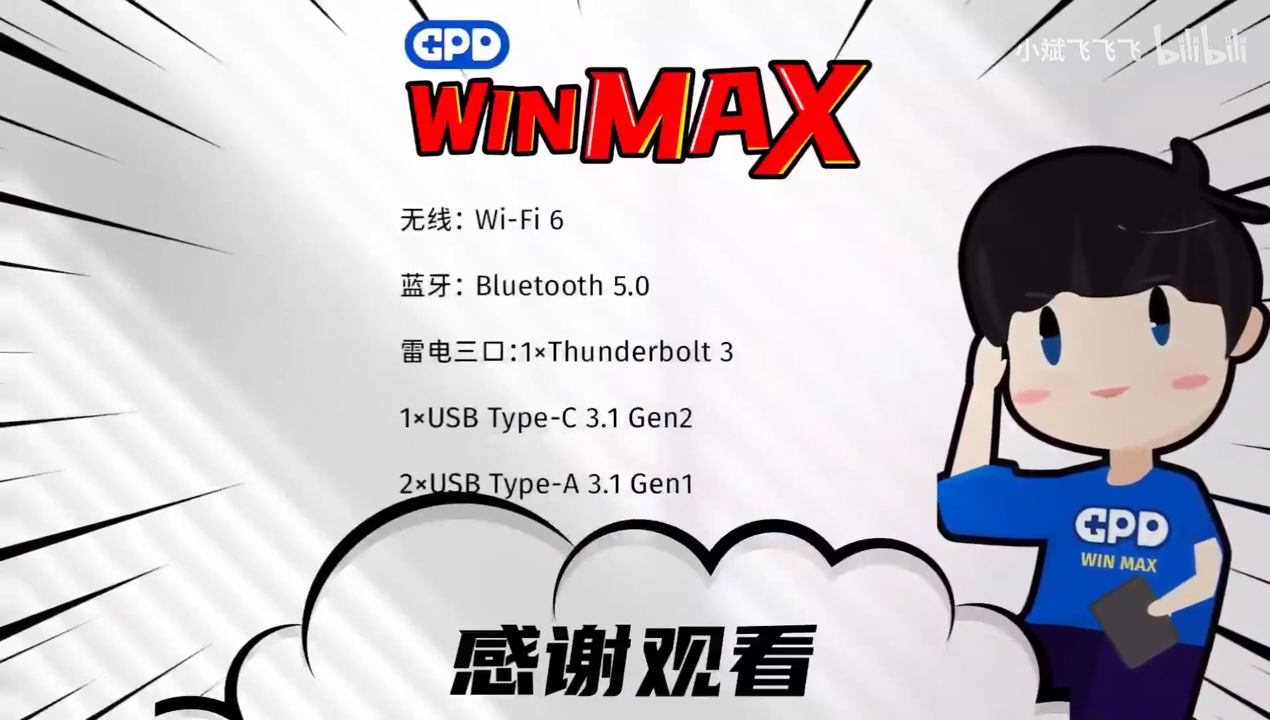 小斌飞飞飞 bilibili
GPD
WIN MAX
无线：Wi-Fi 6
蓝牙：Bluetooth 5.0
雷电三口：1×Thunderbolt 3
1×USB Type-C 3.1 Gen2
2×USB Type-A 3.1 Gen1
GPD
WIN MAX
感谢观看